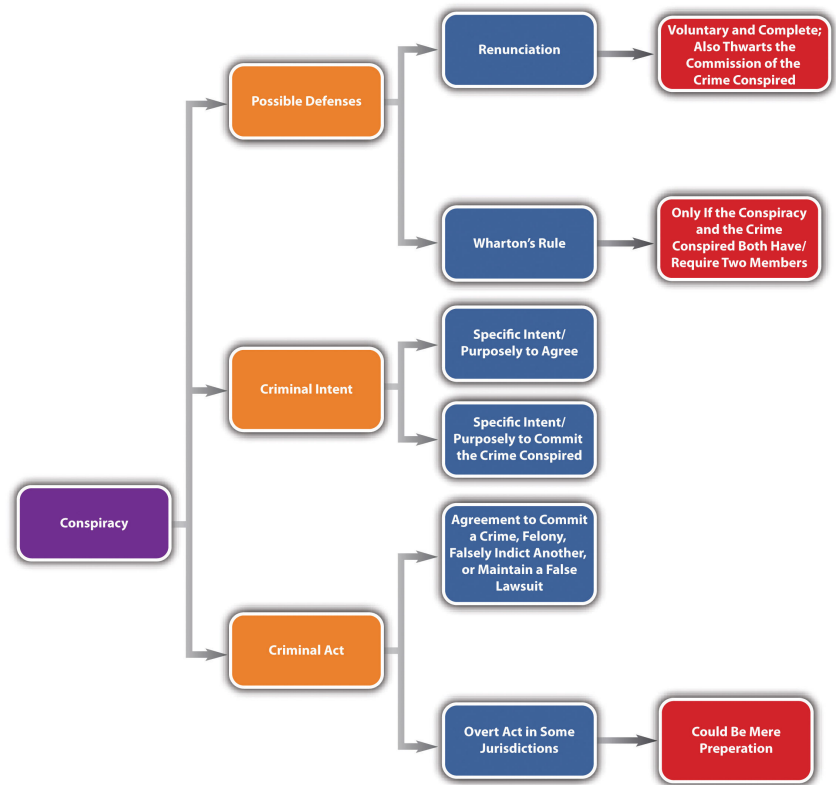 Renunciation
Voluntary and Complete;
Also Thwarts the
Commission of the
Crime Conspired
Possible Defenses
Wharton's Rule
Only If the Conspiracy
and the Crime
Conspired Both Have/
Require Two Members
Specific Intent/
Purposely to Agree
Criminal Intent
Specific Intent/
Purposely to Commit
the Crime Conspired
Conspiracy
Agreement to Commit
a Crime, Felony,
Falsely Indict Another,
or Maintain a False
Lawsuit
Criminal Act
Overt Act in Some
Jurisdictions
Could Be Mere
Preperation